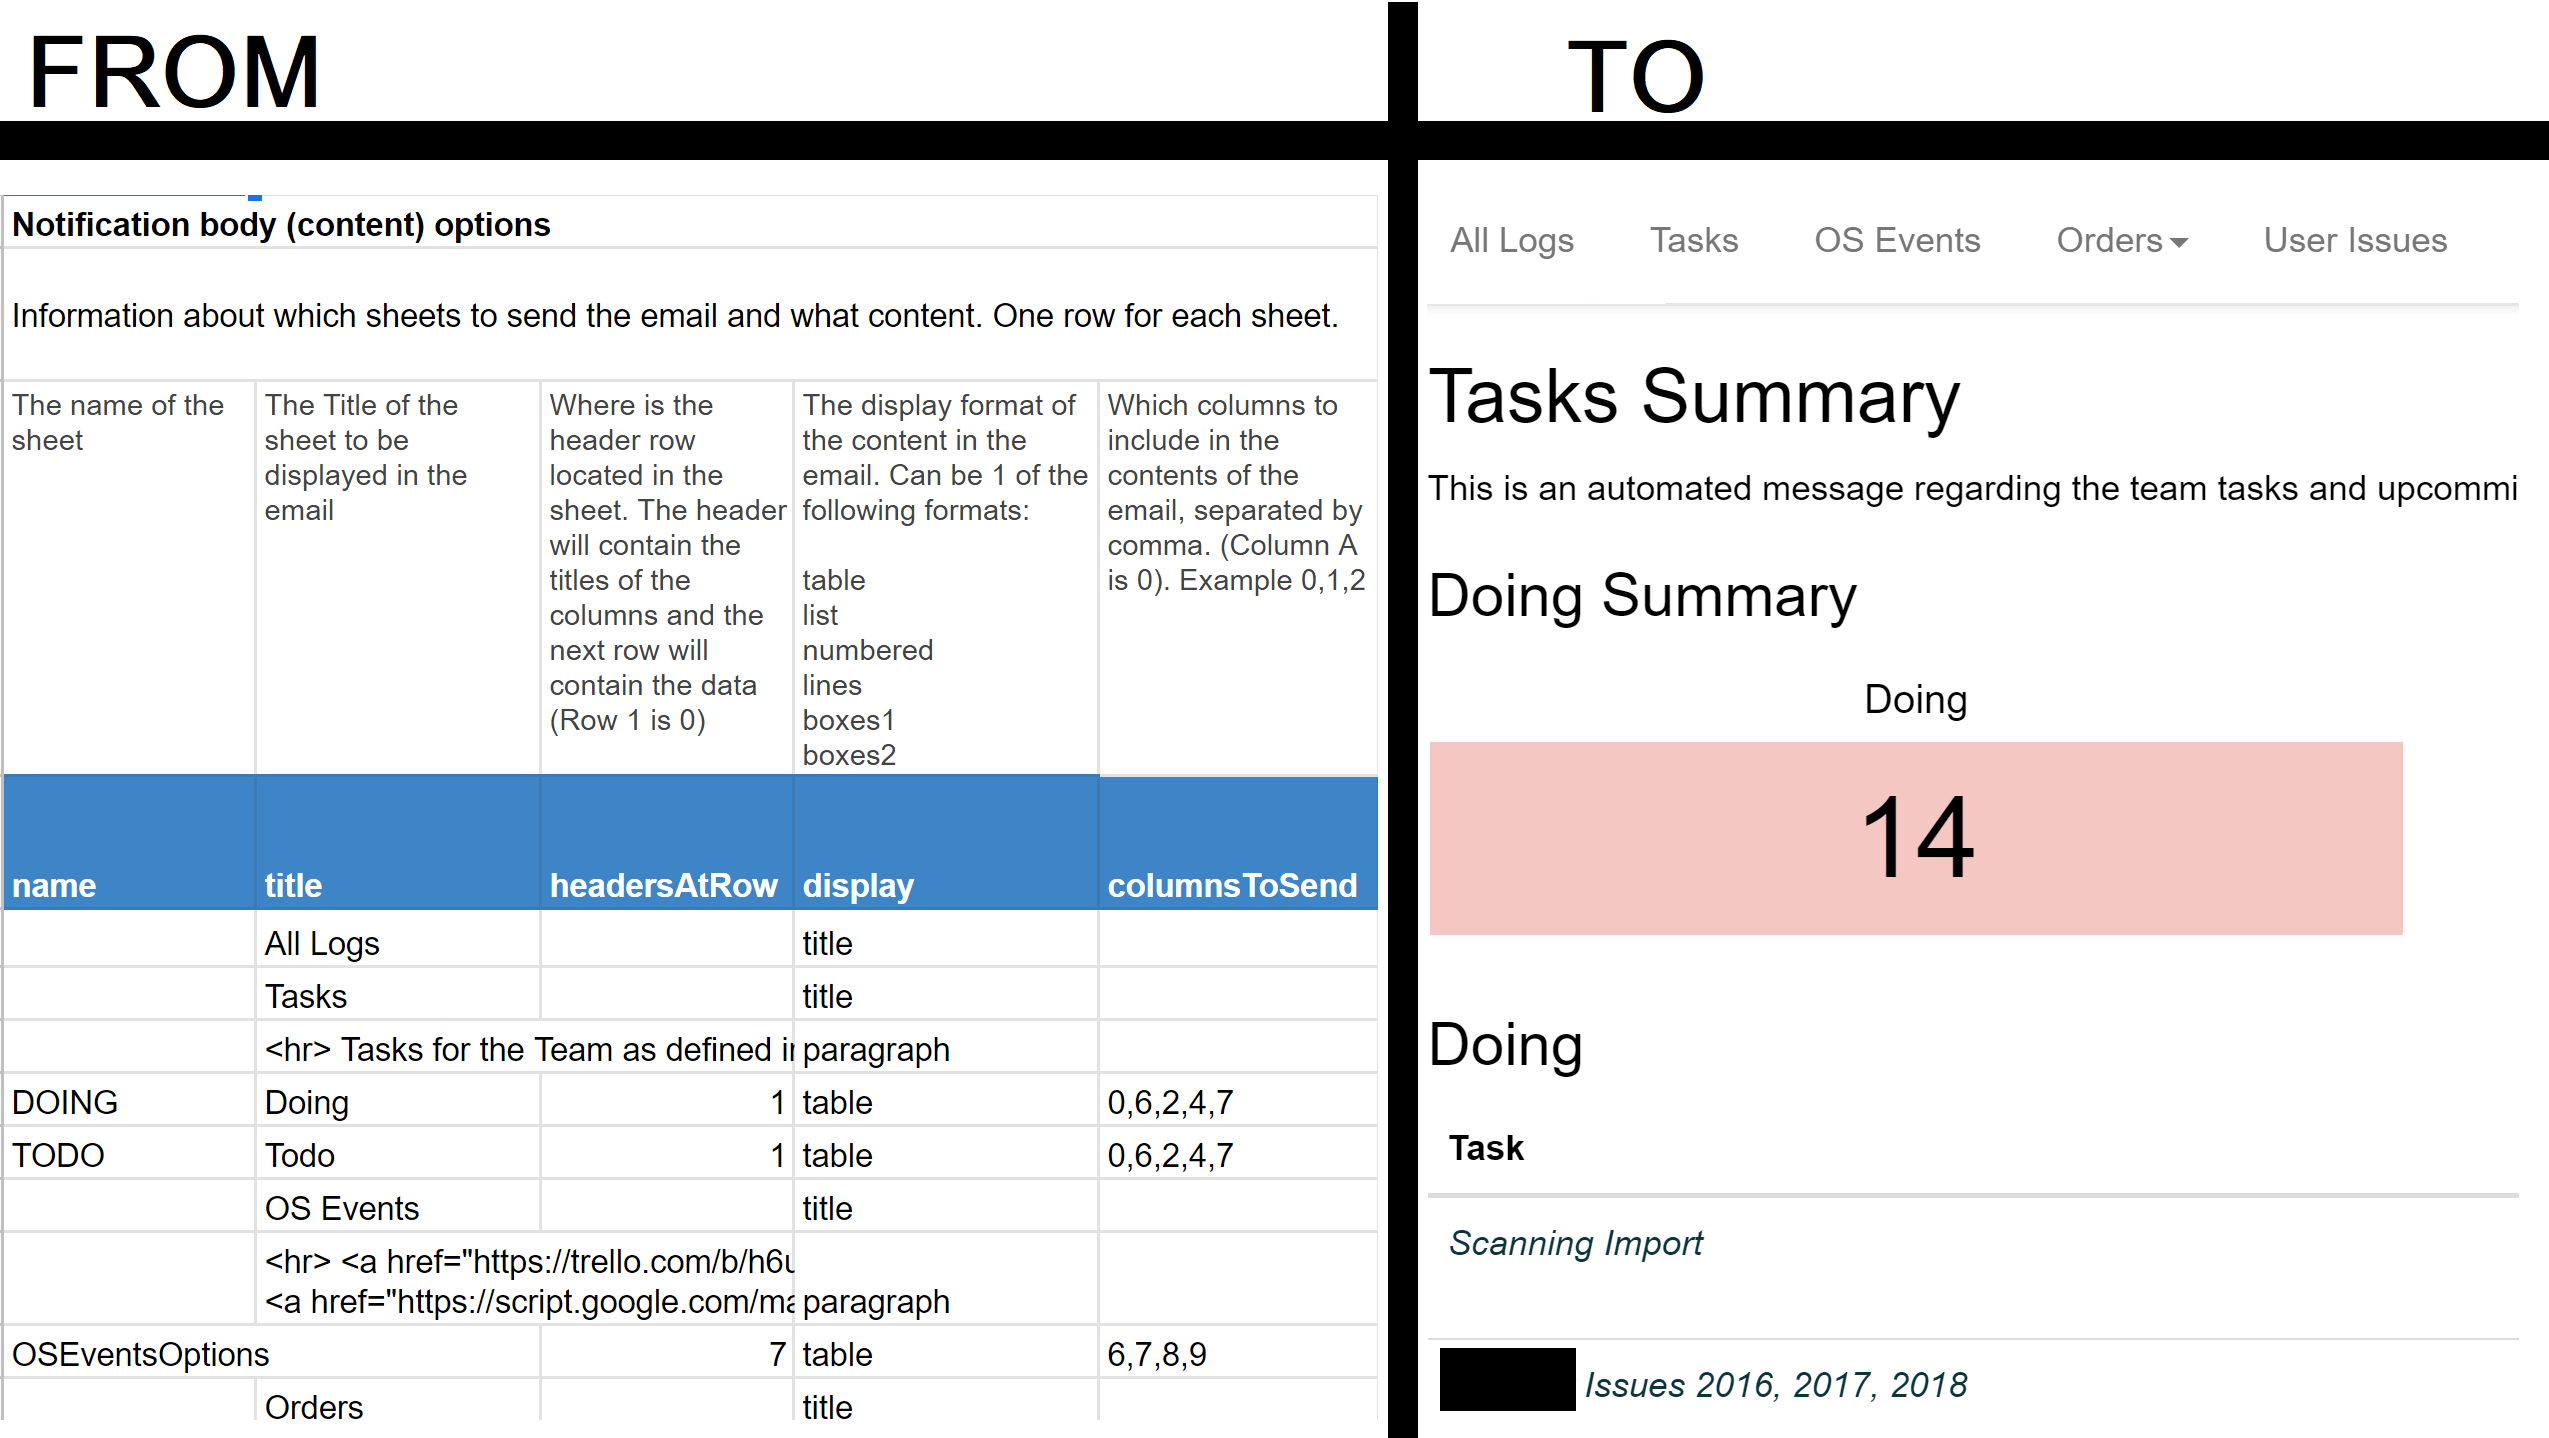 FROM
TO
Notification body (content) options
Information about which sheets to send the email and what content. One row for each sheet.
The name of the
sheet
The Title of the
sheet to be
displayed in the
email
Where is the
header row
located in the
sheet. The header
will contain the
titles of the
columns and the
next row will
contain the data
(Row 1 is 0)
The display format of
the content in the
email. Can be 1 of the
following formats:
table
list
numbered
lines
boxes1
boxes2
Which columns to
include in the
contents of the
email, separated by
comma. (Column A
is 0). Example 0,1,2
name title headersAtRow display columnsToSend
All Logs title
Tasks title
<hr> Tasks for the Team as defined paragraph
DOING Doing 1 table 0,6,2,4,7
TODO Todo 1 table 0,6,2,4,7
OS Events title
<hr> <a href="https://trello.com/b/h6
<a href="https://script.google.com/ma paragraph
OSEventsOptions 7 table 6,7,8,9
Orders title
All Logs Tasks OS Events Orders User Issues
Tasks Summary
This is an automated message regarding the team tasks and upcommi
Doing Summary
Doing
14
Doing
Task
Scanning Import
Issues 2016, 2017, 2018